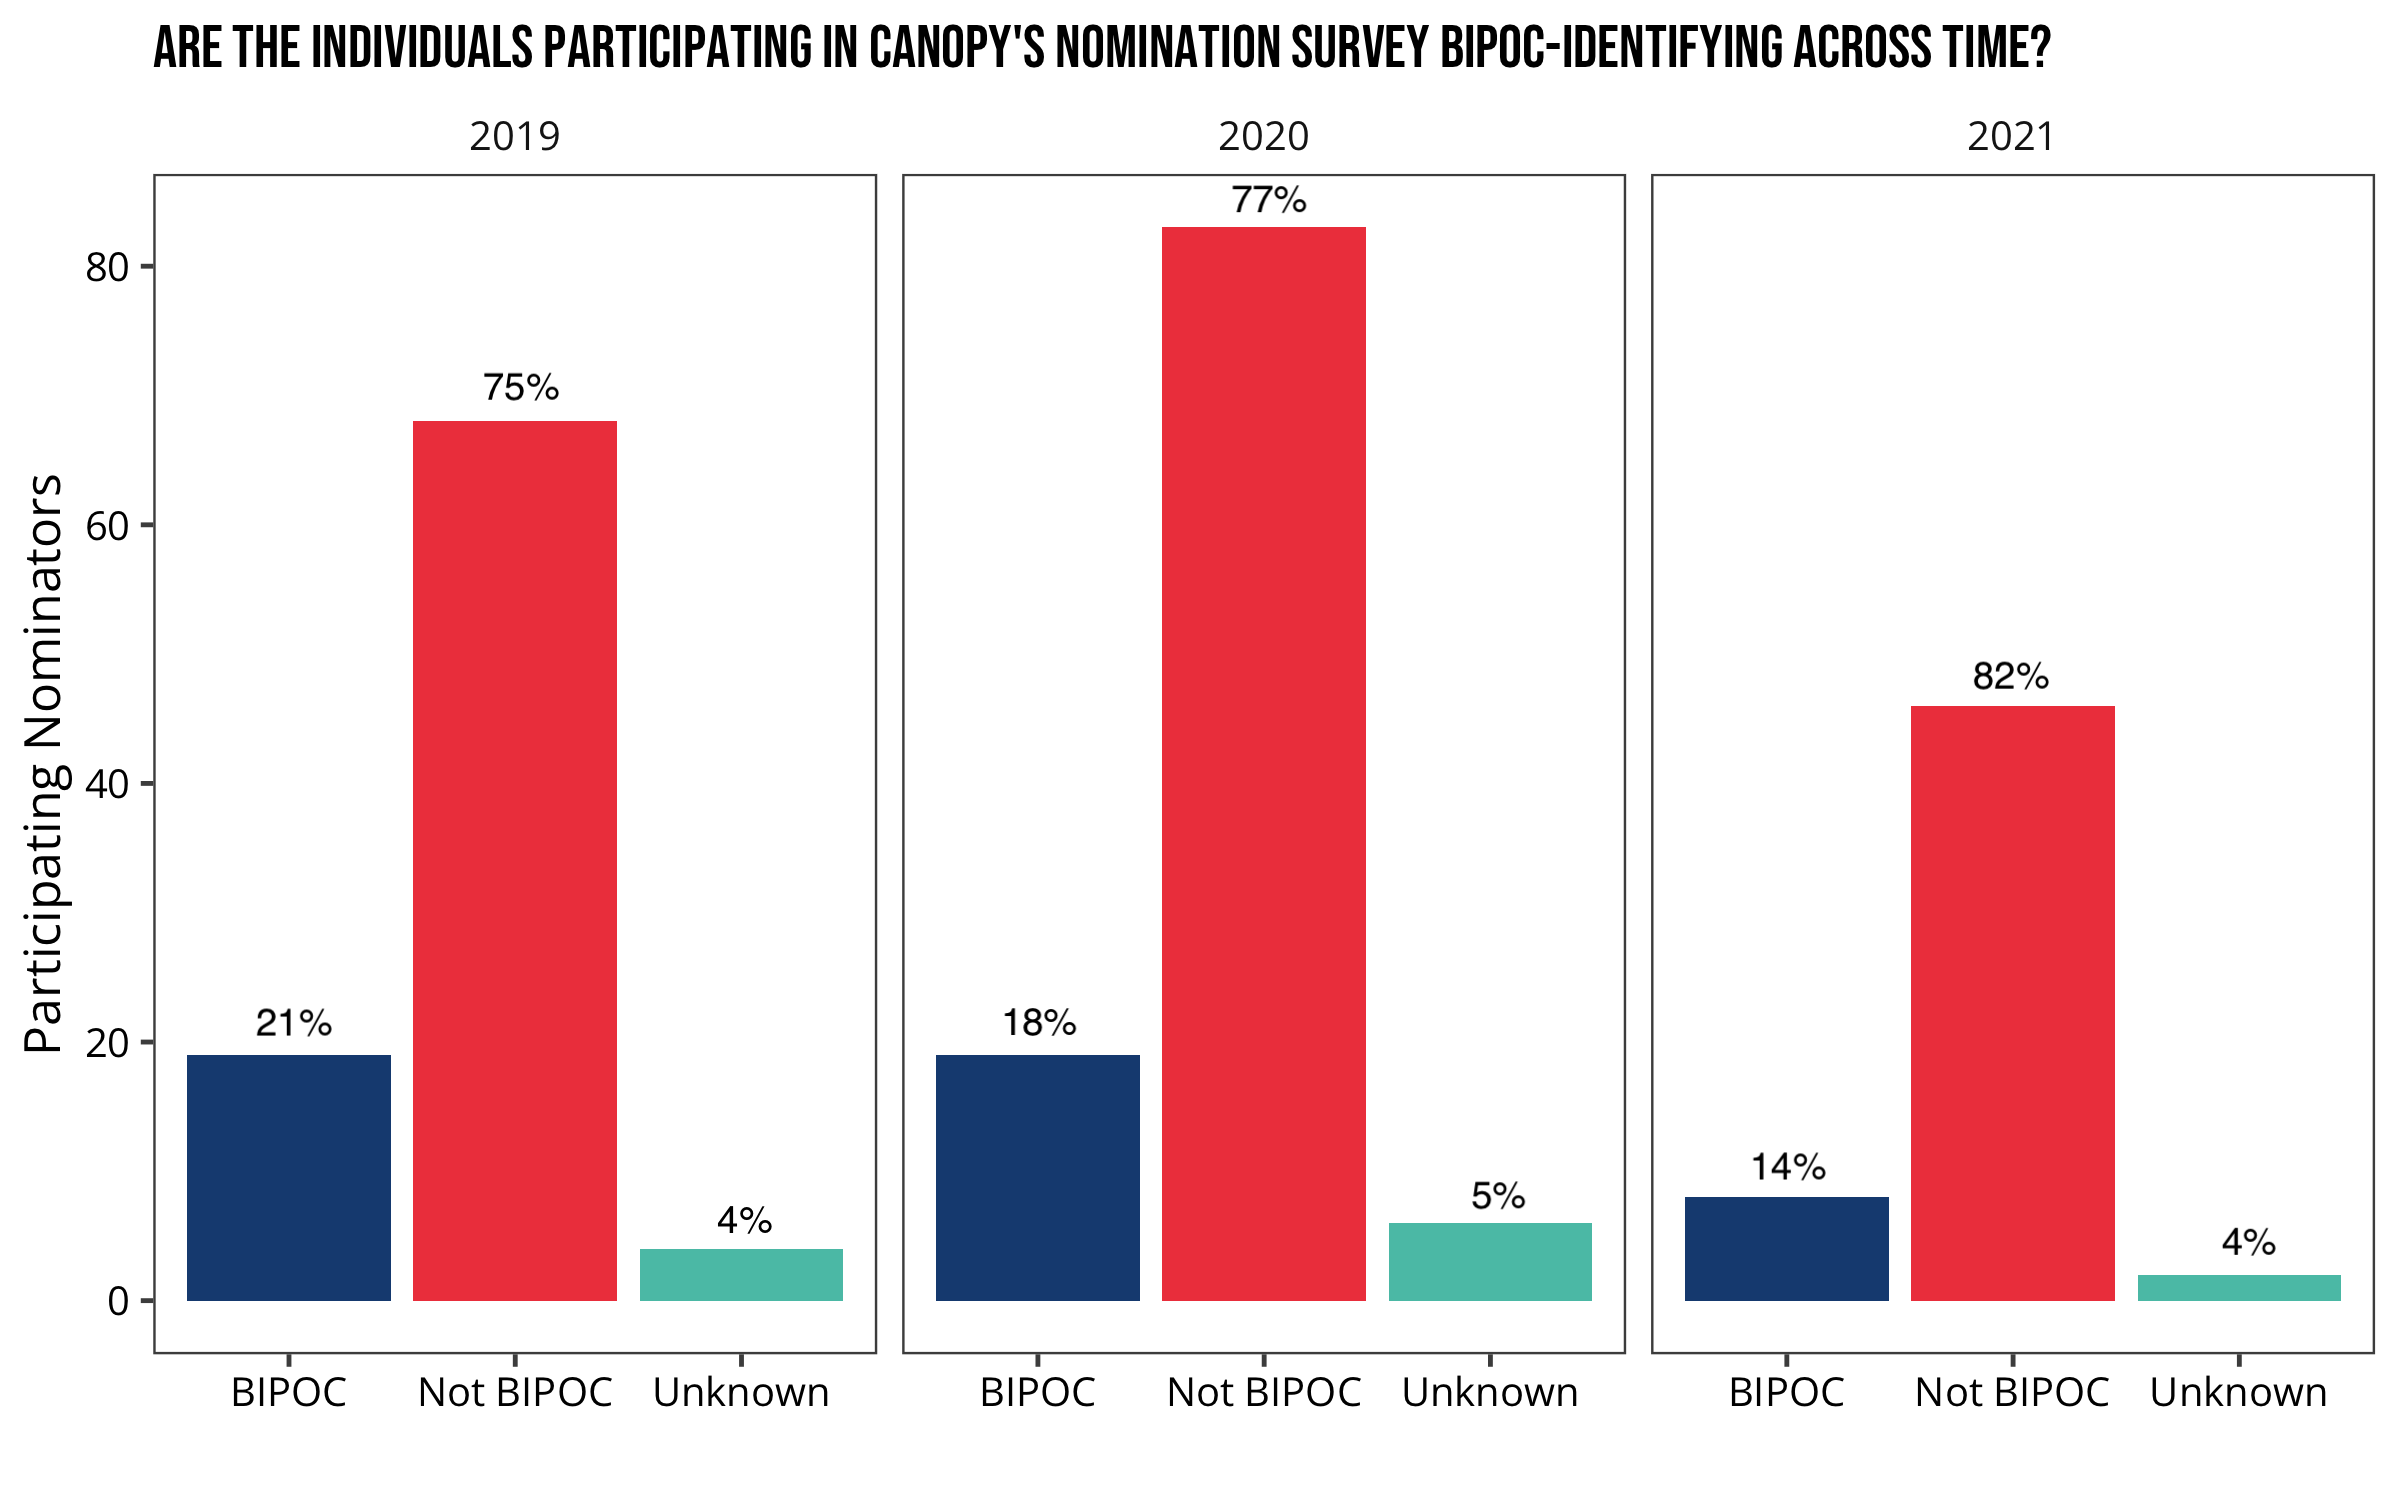 ARE THE INDIVIDUALS PARTICIPATING IN CANOPY'S NOMINATION SURVEY BIPOC-IDENTIFYING ACROSS TIME?
2019
2020
2021
Participating Nominators
80
60
40
20
0
21%
75%
4%
18%
77%
5%
14%
82%
4%
BIPOC
Not BIPOC
Unknown
BIPOC
Not BIPOC
Unknown
BIPOC
Not BIPOC
Unknown